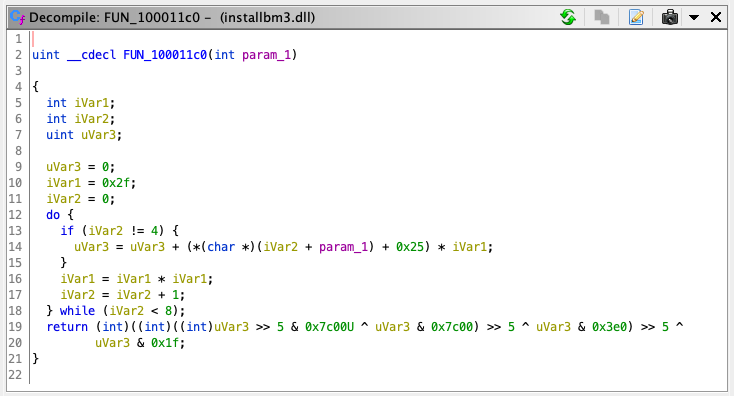 Decompile: FUN_100011c0 - (installbm3.dll)
1
2 uint __cdecl FUN_100011c0(int param_1)
3
4 {
5   int iVar1;
6   int iVar2;
7   uint uVar3;
8
9   uVar3 = 0;
10   iVar1 = 0x2f;
11   iVar2 = 0;
12   do {
13     if (iVar2 != 4) {
14       uVar3 = uVar3 + (*(char *)(iVar2 + param_1) + 0x25) * iVar1;
15     }
16     iVar1 = iVar1 * iVar1;
17     iVar2 = iVar2 + 1;
18   } while (iVar2 < 8);
19   return (int)((int)((int)uVar3 >> 5 & 0x7c00U ^ uVar3 & 0x7c00) >> 5 ^ uVar3 & 0x3e0) >> 5 ^
20          uVar3 & 0x1f;
21 }
22